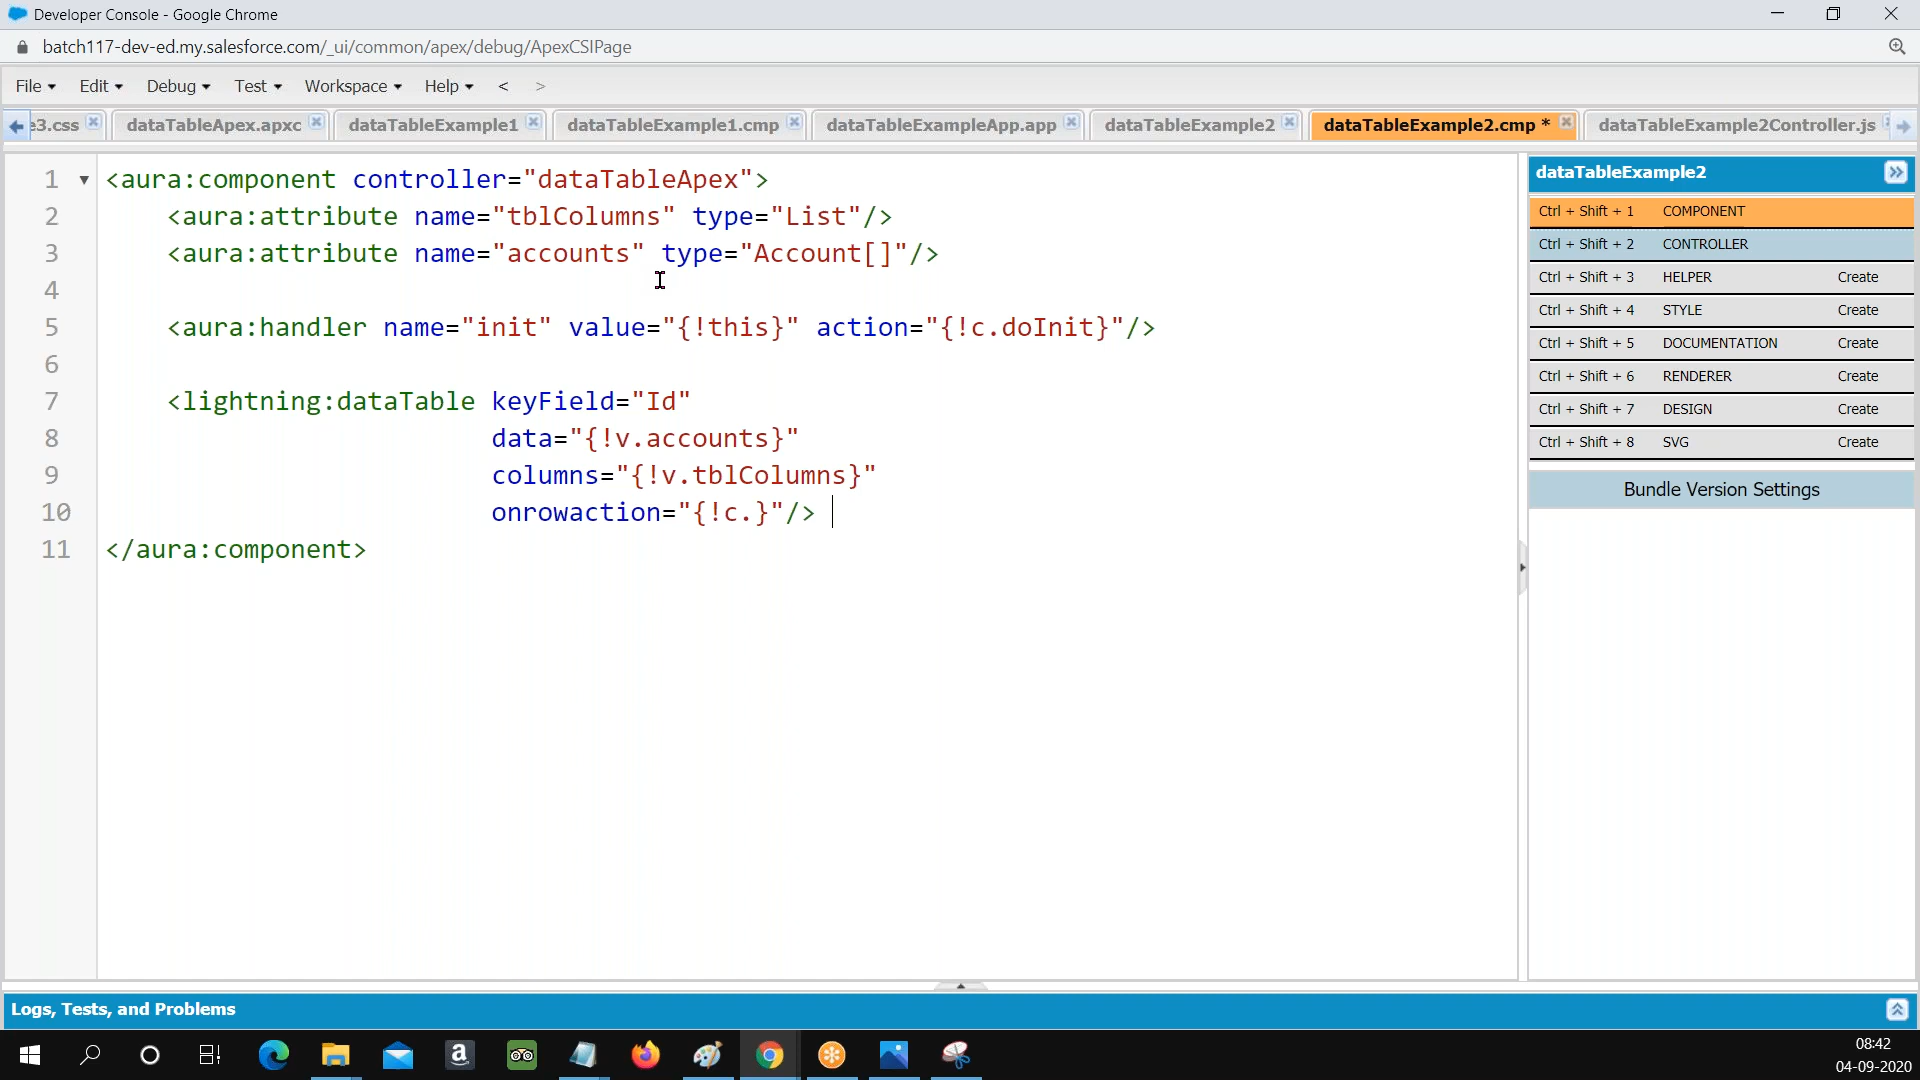 Developer Console - Google Chrome
batch117-dev-ed.my.salesforce.com/_ui/common/apex/debug/ApexCSIPage
File Edit Debug Test Workspace Help < >
e3.css dataTableApex.apxc dataTableExample1 dataTableExample1.cmp dataTableExampleApp.app dataTableExample2 dataTableExample2.cmp * dataTableExample2Controller.js
1 <aura:component controller="dataTableApex">
2 <aura:attribute name="tblColumns" type="List"/>
3 <aura:attribute name="accounts" type="Account[]"/>
4
5 <aura:handler name="init" value="{!this}" action="{!c.doInit}"/>
6
7 <lightning:dataTable keyField="Id"
8 data="{!v.accounts}"
9 columns="{!v.tblColumns}"
10 onrowaction="{!c.}"/>
11 </aura:component>
dataTableExample2
Ctrl + Shift + 1 COMPONENT
Ctrl + Shift + 2 CONTROLLER
Ctrl + Shift + 3 HELPER Create
Ctrl + Shift + 4 STYLE Create
Ctrl + Shift + 5 DOCUMENTATION Create
Ctrl + Shift + 6 RENDERER Create
Ctrl + Shift + 7 DESIGN Create
Ctrl + Shift + 8 SVG Create
Bundle Version Settings
Logs, Tests, and Problems
08:42
04-09-2020